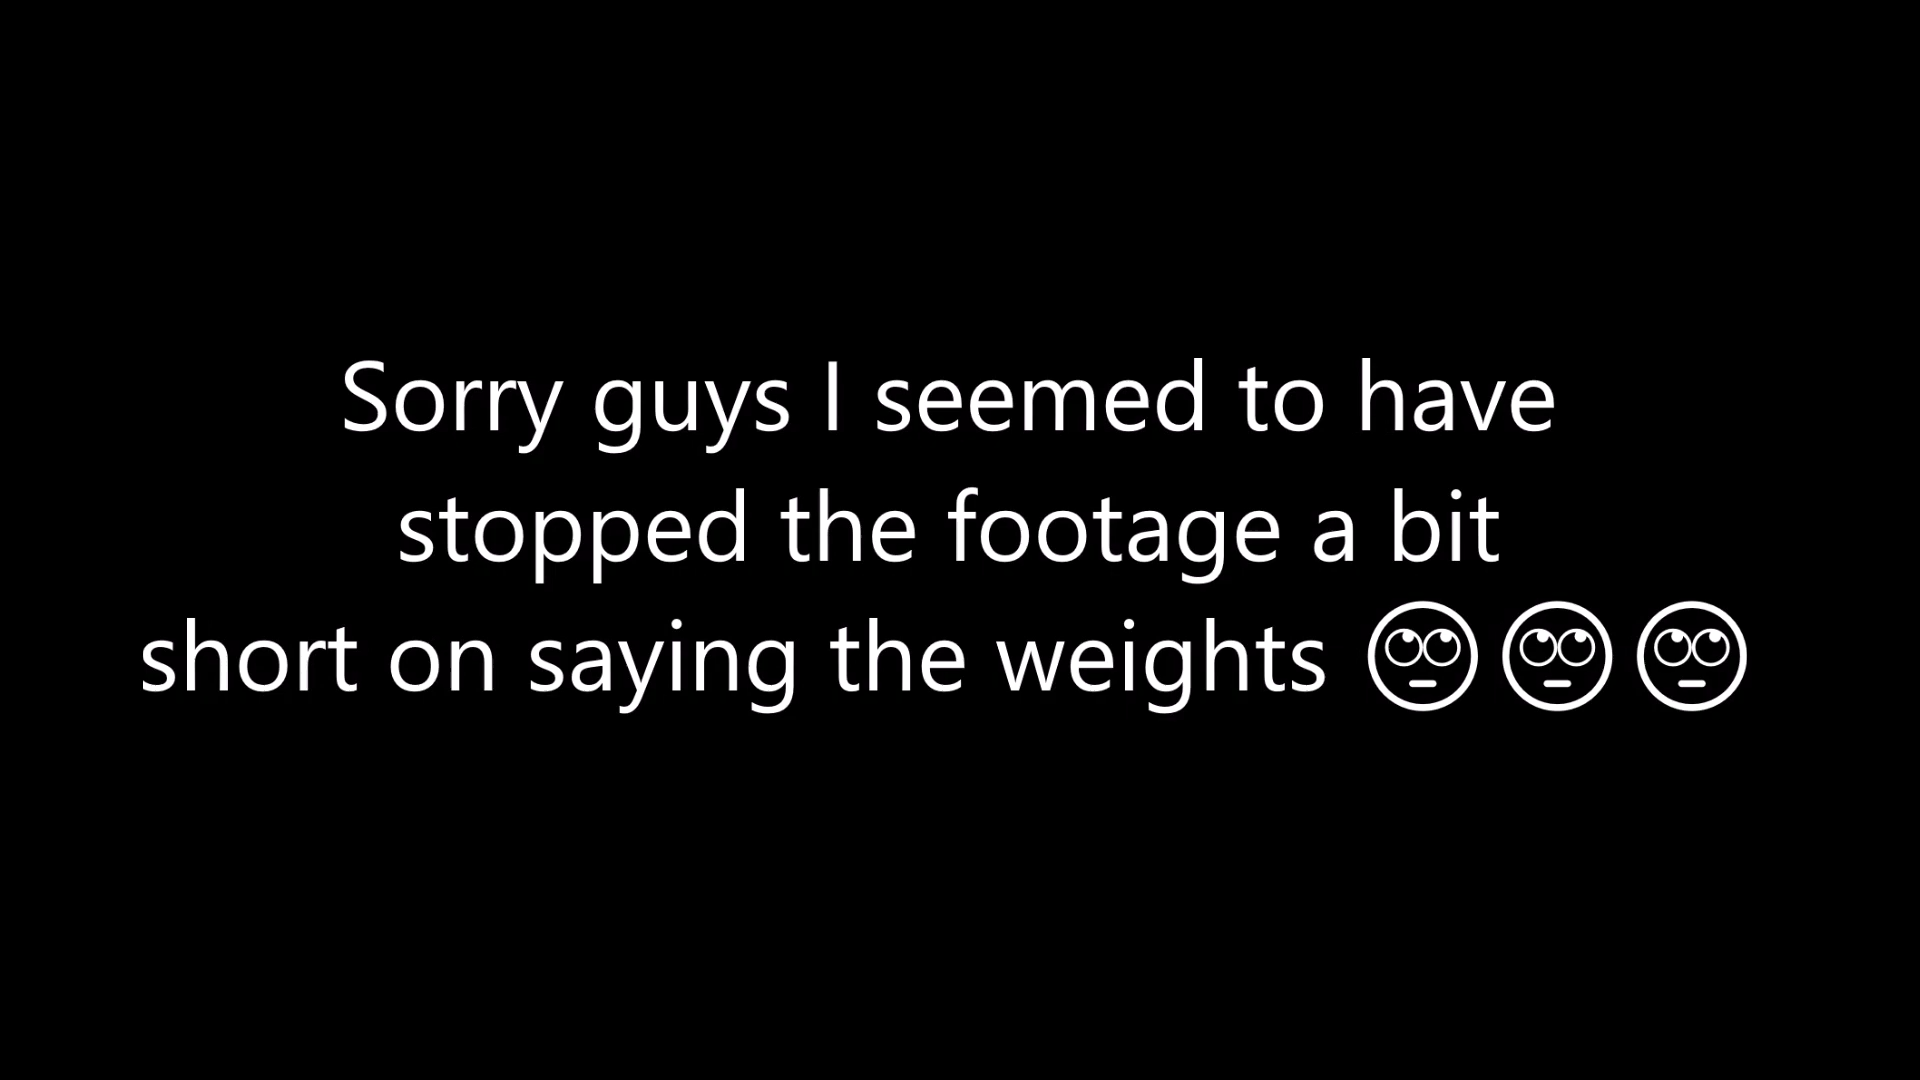 Sorry guys I seemed to have
stopped the footage a bit
short on saying the weights 🙄🙄🙄